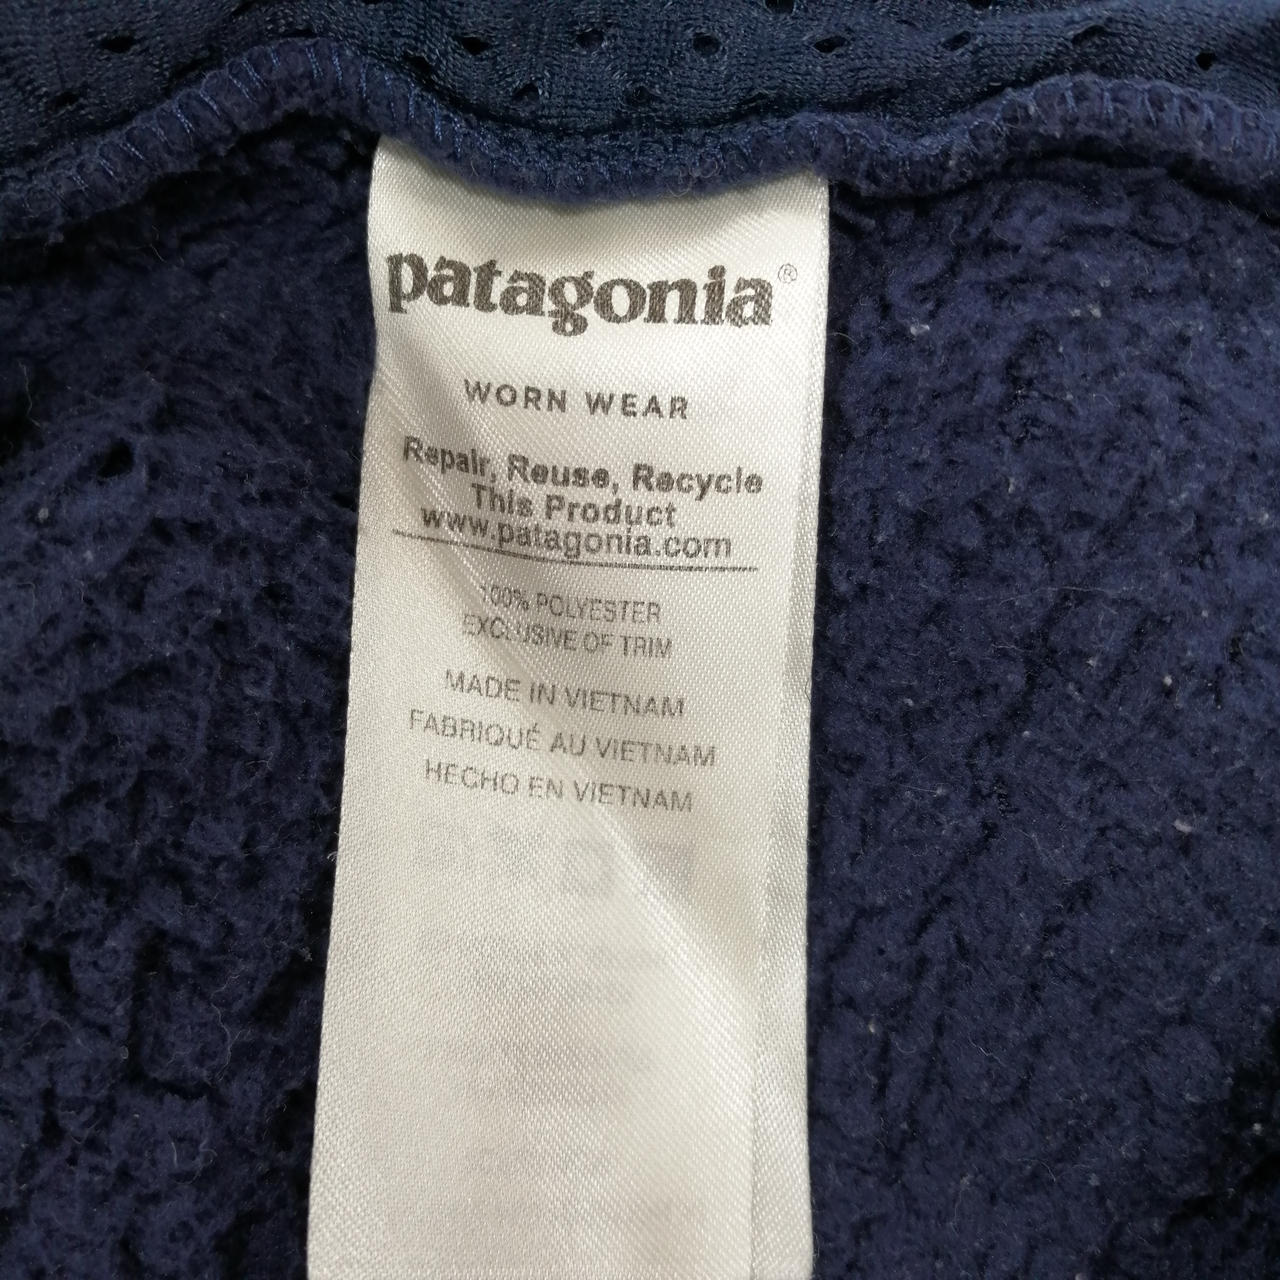 patagonia®
WORN WEAR
Repair, Reuse, Recycle
This Product
www.patagonia.com
100% POLYESTER
EXCLUSIVE OF TRIM
MADE IN VIETNAM
FABRIQUÉ AU VIETNAM
HECHO EN VIETNAM